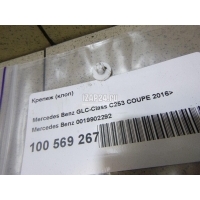 Крепеж (клоп)
Mercedes Benz GLC-Class C253 COUPE 2016>
Mercedes Benz 0019902292
100 569 267